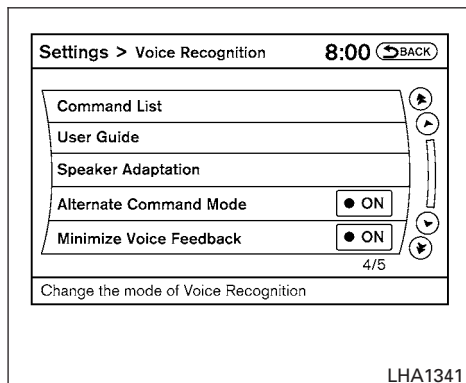 Settings > Voice Recognition 8:00 BACK
Command List
User Guide
Speaker Adaptation
Alternate Command Mode ON
Minimize Voice Feedback ON
4/5
Change the mode of Voice Recognition
LHA1341